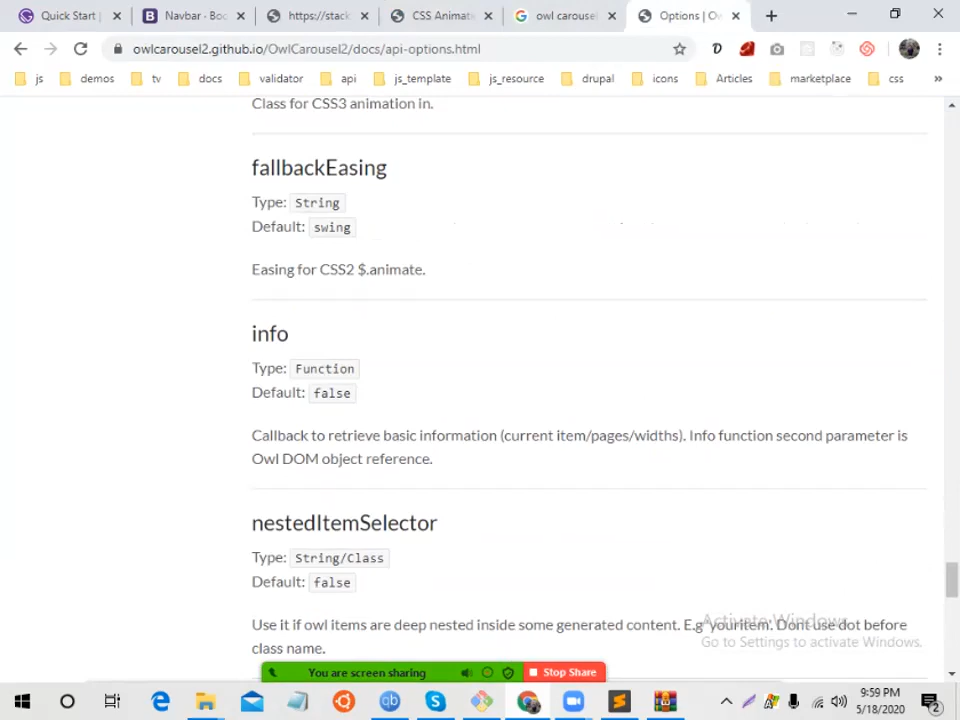 Quick Start |
Navbar - Boo
https://stack
CSS Animat
owl carousel
Options | Ow
owlcarousel2.github.io/OwlCarousel2/docs/api-options.html
js
demos
tv
docs
validator
api
js_template
js_resource
drupal
icons
Articles
marketplace
css
»
Class for CSS3 animation in.
fallbackEasing
Type: String
Default: swing
Easing for CSS2 $.animate.
info
Type: Function
Default: false
Callback to retrieve basic information (current item/pages/widths). Info function second parameter is
Owl DOM object reference.
nestedItemSelector
Type: String/Class
Default: false
Use it if owl items are deep nested inside some generated content. E.g 'youritem'. Dont use dot before
class name.
Activate Windows
Go to Settings to activate Windows.
You are screen sharing
Stop Share
9:59 PM
5/18/2020
2